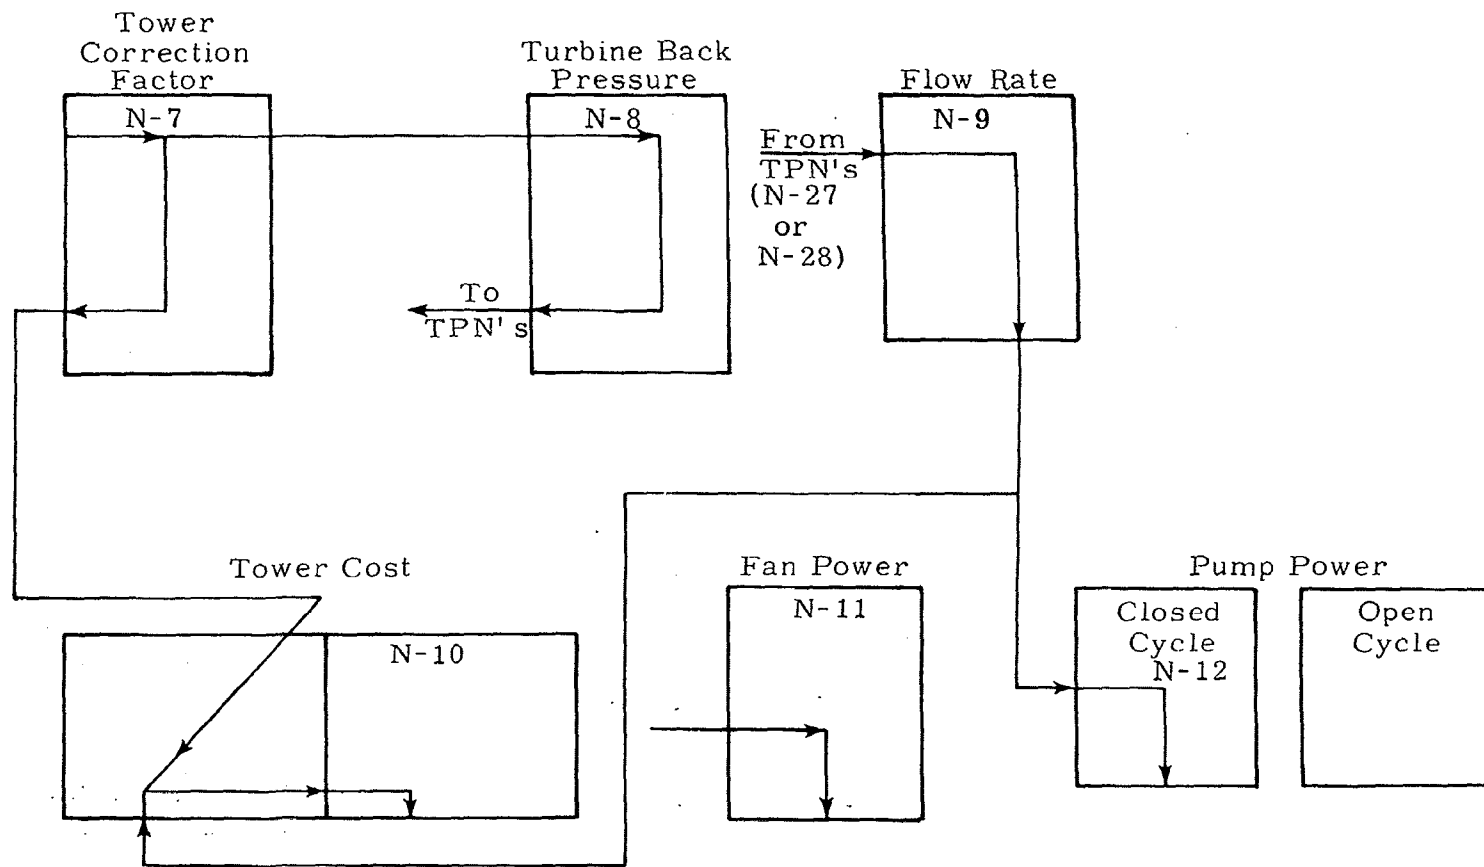 Tower
Correction
Factor
N-7
Turbine Back
Pressure
N-8
To
TPN's
Flow Rate
N-9
From
TPN's
(N-27
or
N-28)
Tower Cost
N-10
Fan Power
N-11
Pump Power
Closed
Cycle
N-12
Open
Cycle